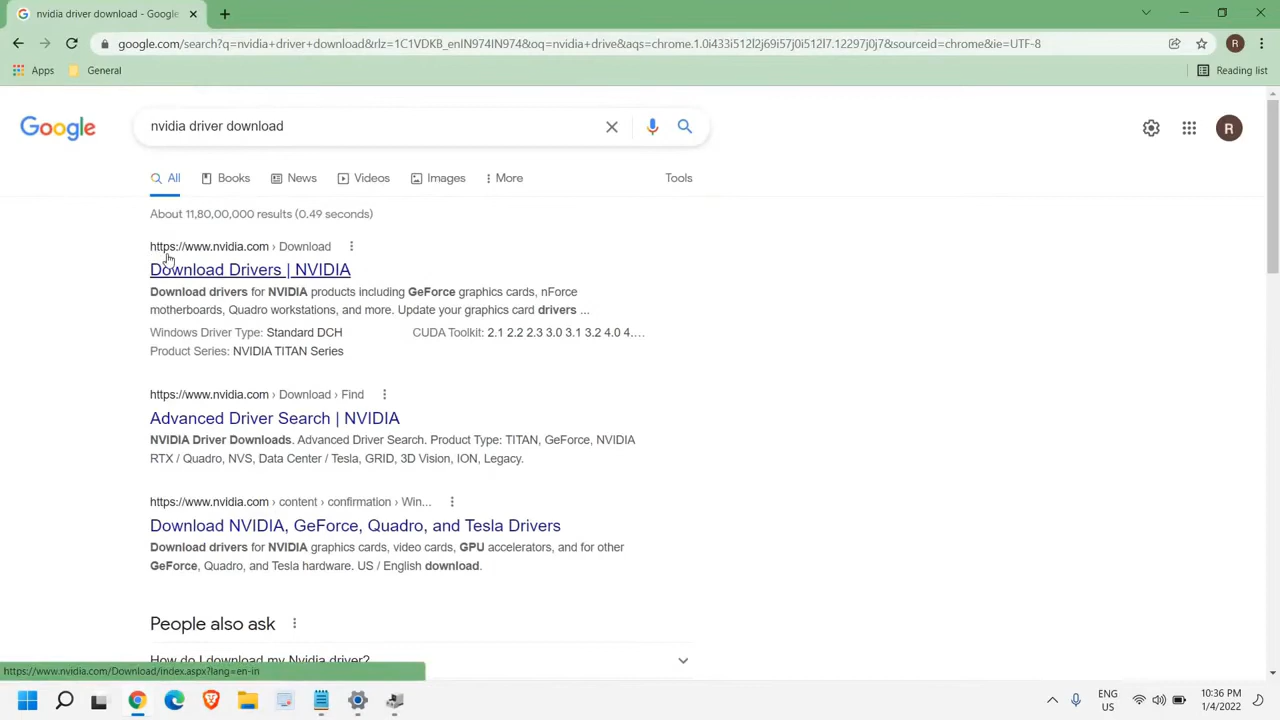 nvidia driver download - Google
google.com/search?q=nvidia+driver+download&rlz=1C1VDKB_enIN974IN974&oq=nvidia+drive&aqs=chrome.1.0i433i512l2j69i57j0i512l7.12297j0j7&sourceid=chrome&ie=UTF-8
R
Apps General Reading list
Google nvidia driver download R
All Books News Videos Images More Tools
About 11,80,00,000 results (0.49 seconds)
https://www.nvidia.com › Download
Download Drivers | NVIDIA
Download drivers for NVIDIA products including GeForce graphics cards, nForce
motherboards, Quadro workstations, and more. Update your graphics card drivers ...
Windows Driver Type: Standard DCH CUDA Toolkit: 2.1 2.2 2.3 3.0 3.1 3.2 4.0 4....
Product Series: NVIDIA TITAN Series
https://www.nvidia.com › Download › Find
Advanced Driver Search | NVIDIA
NVIDIA Driver Downloads. Advanced Driver Search. Product Type: TITAN, GeForce, NVIDIA
RTX / Quadro, NVS, Data Center / Tesla, GRID, 3D Vision, ION, Legacy.
https://www.nvidia.com › content › confirmation › Win...
Download NVIDIA, GeForce, Quadro, and Tesla Drivers
Download drivers for NVIDIA graphics cards, video cards, GPU accelerators, and for other
GeForce, Quadro, and Tesla hardware. US / English download.
People also ask
How do I download my Nvidia driver?
https://www.nvidia.com/Download/index.aspx?lang=en-in
ENG
US
10:36 PM
1/4/2022